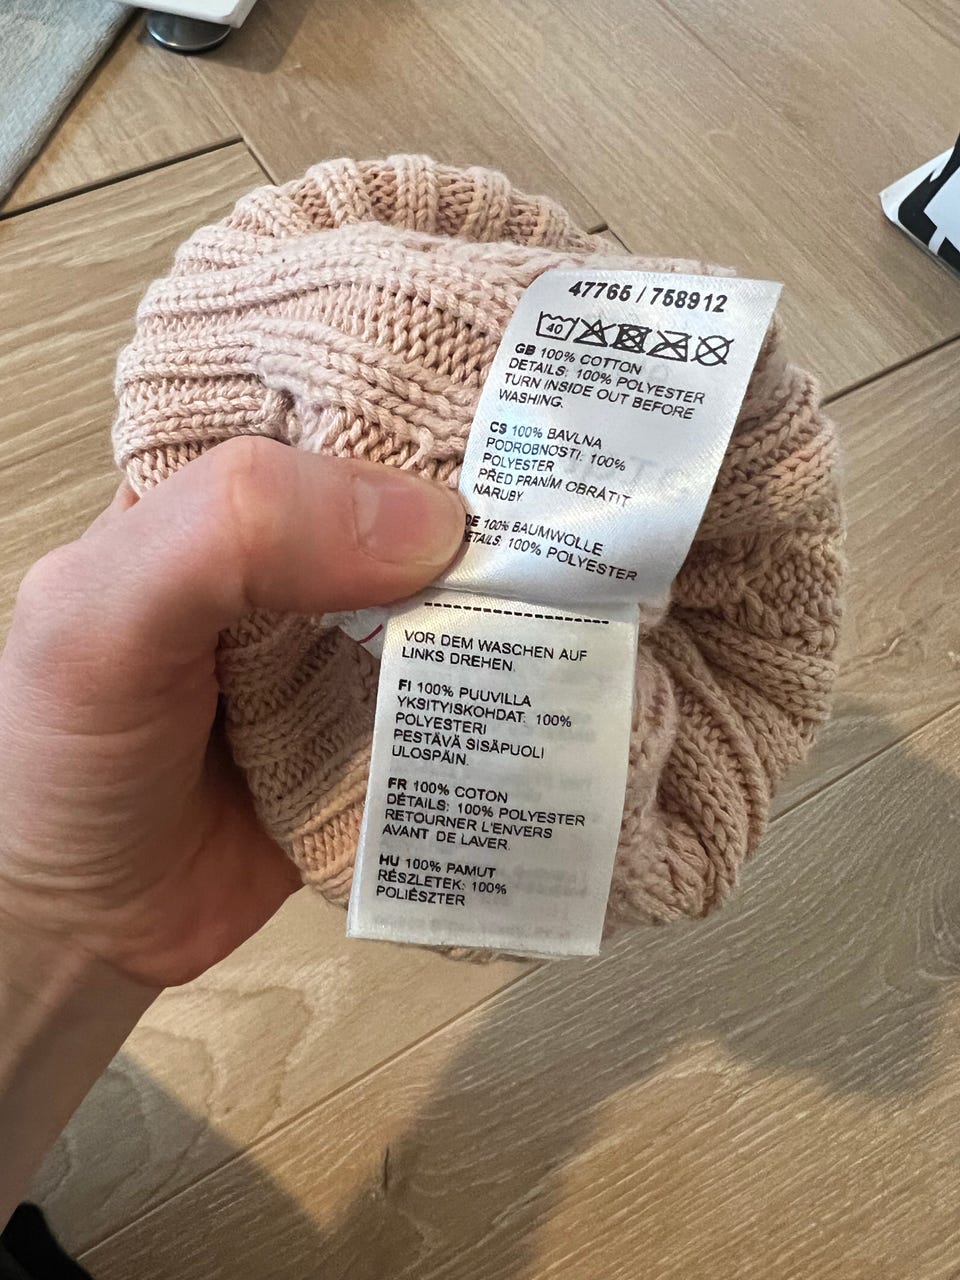 47765 / 758912
40
GB 100% COTTON
DETAILS: 100% POLYESTER
TURN INSIDE OUT BEFORE
WASHING.
CS 100% BAVLNA
PODROBNOSTI: 100%
POLYESTER
PŘED PRANÍM OBRÁTIT
NARUBY.
DE 100% BAUMWOLLE
DETAILS: 100% POLYESTER
VOR DEM WASCHEN AUF
LINKS DREHEN.
FI 100% PUUVILLA
YKSITYISKOHDAT: 100%
POLYESTERI
PESTÄVÄ SISÄPUOLI
ULOSPÄIN.
FR 100% COTON
DÉTAILS: 100% POLYESTER
RETOURNER L'ENVERS
AVANT DE LAVER.
HU 100% PAMUT
RÉSZLETEK: 100%
POLIÉSZTER